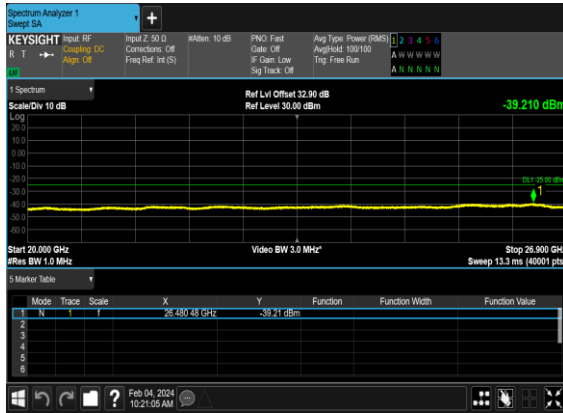 Spectrum Analyzer 1
Swept SA
+
KEYSIGHT Input: RF Input Z: 50 Ω #Atten: 10 dB PNO: Fast Avg Type: Power (RMS) 1 2 3 4 5 6
R T Coupling: DC Corrections: Off Gate: Off Avg|Hold: 100/100 A W W W W W
Align: Off Freq Ref: Int (S) IF Gain: Low Trig: Free Run
LXI Sig Track: Off A N N N N N
1 Spectrum Ref Lvl Offset 32.90 dB
Scale/Div 10 dB Ref Level 30.00 dBm -39.210 dBm
Log
20.0
10.0
0.00
-10.0
-20.0 DL1 -25.00 dBm
-30.0 1
-40.0
-50.0
-60.0
Start 20.000 GHz Video BW 3.0 MHz* Stop 26.900 GHz
#Res BW 1.0 MHz Sweep 13.3 ms (40001 pts)
5 Marker Table
Mode Trace Scale X Y Function Function Width Function Value
1 N 1 f 26.480 48 GHz -39.21 dBm
2
3
4
5
6
? Feb 04, 2024
10:21:05 AM